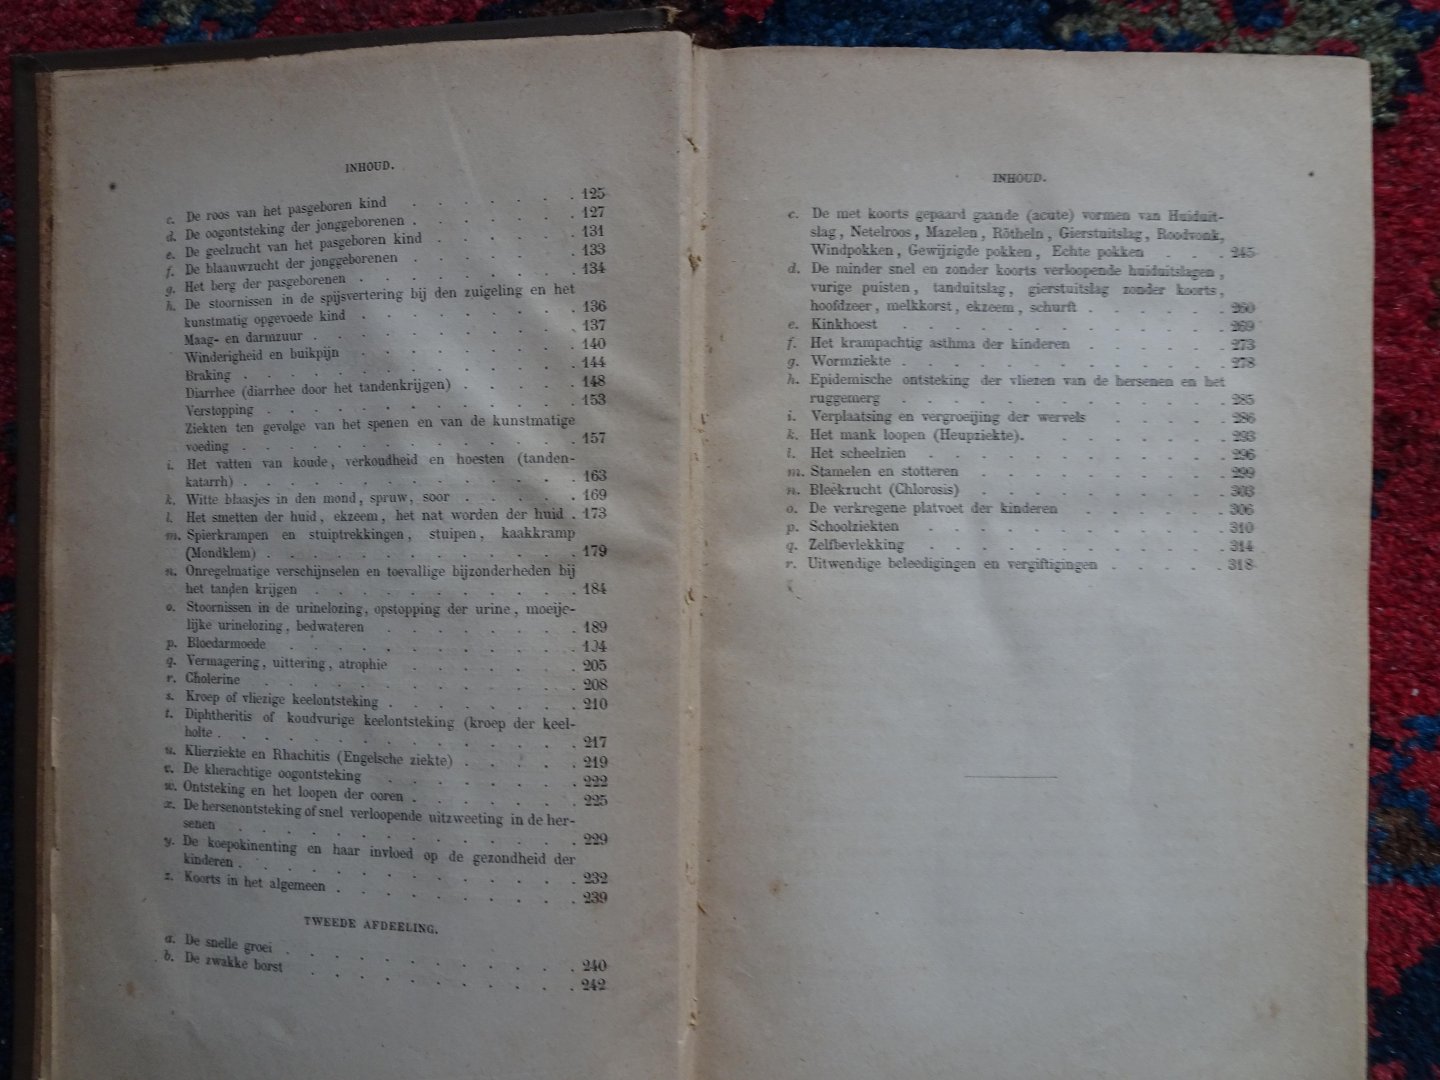 INHOUD.
c. De roos van het pasgeboren kind . . . . . . . 125
d. De oogontsteking der jonggeborenen . . . . . . 127
e. De geelzucht van het pasgeboren kind . . . . . . 131
f. De blaauwzucht der jonggeborenen . . . . . . 133
g. Het berg der pasgeborenen . . . . . . . . 134
h. De stoornissen in de spijsvertering bij den zuigeling en het
kunstmatig opgevoede kind . . . . . . . . 136
Maag- en darmzuur . . . . . . . . . . 137
Winderigheid en buikpijn . . . . . . . . 140
Braking . . . . . . . . . . . . 144
Diarrhee (diarrhee door het tandenkrijgen) . . . . . 148
Verstopping . . . . . . . . . . . 153
Ziekten ten gevolge van het spenen en van de kunstmatige
voeding . . . . . . . . . . . . 157
i. Het vatten van koude, verkoudheid en hoesten (tanden-
katarrh) . . . . . . . . . . . . 163
k. Witte blaasjes in den mond, spruw, soor . . . . . 169
l. Het smetten der huid, ekzeem, het nat worden der huid . 173
m. Spierkrampen en stuiptrekkingen, stuipen, kaakkramp
(Mondklem) . . . . . . . . . . . 179
n. Onregelmatige verschijnselen en toevallige bijzonderheden bij
het tanden krijgen . . . . . . . . . . 184
o. Stoornissen in de urinelozing, opstopping der urine, moeije-
lijke urinelozing, bedwateren . . . . . . . 189
p. Bloedarmoede . . . . . . . . . . 194
q. Vermagering, uittering, atrophie . . . . . . . 205
r. Cholerine . . . . . . . . . . . 208
s. Kroep of vliezige keelontsteking . . . . . . . 210
t. Diphtheritis of koudvurige keelontsteking (kroep der keel-
holte . . . . . . . . . . . . 217
u. Klierziekte en Rhachitis (Engelsche ziekte) . . . . . 219
v. De klierachtige oogontsteking . . . . . . . 222
w. Ontsteking en het loopen der ooren . . . . . . 225
x. De hersenontsteking of snel verloopende uitzweeting in de her-
senen . . . . . . . . . . . . 229
y. De koepokinenting en haar invloed op de gezondheid der
kinderen . . . . . . . . . . . . 232
z. Koorts in het algemeen . . . . . . . . . 239
TWEEDE AFDEELING.
a. De snelle groei . . . . . . . . . . 240
b. De zwakke borst . . . . . . . . . . 242
INHOUD.
c. De met koorts gepaard gaande (acute) vormen van Huiduit-
slag, Netelroos, Mazelen, Rötheln, Gierstuitslag, Roodvonk,
Windpokken, Gewijzigde pokken, Echte pokken . . . 245
d. De minder snel en zonder koorts verloopende huiduitslagen,
vurige puisten, tanduitslag, gierstuitslag zonder koorts,
hoofdzeer, melkkorst, ekzeem, schurft . . . . . . 260
e. Kinkhoest . . . . . . . . . . . 269
f. Het krampachtig asthma der kinderen . . . . . . 273
g. Wormziekte . . . . . . . . . . . 278
h. Epidemische ontsteking der vliezen van de hersenen en het
ruggemerg . . . . . . . . . . . 285
i. Verplaatsing en vergroeijing der wervels . . . . . 286
k. Het mank loopen (Heupziekte). . . . . . . . 293
l. Het scheelzien . . . . . . . . . . 296
m. Stamelen en stotteren . . . . . . . . . 299
n. Bleekzucht (Chlorosis) . . . . . . . . . 303
o. De verkregene platvoet der kinderen . . . . . . 306
p. Schoolziekten . . . . . . . . . . 310
q. Zelfbevlekking . . . . . . . . . . 314
r. Uitwendige beleedigingen en vergiftigingen . . . . . 318